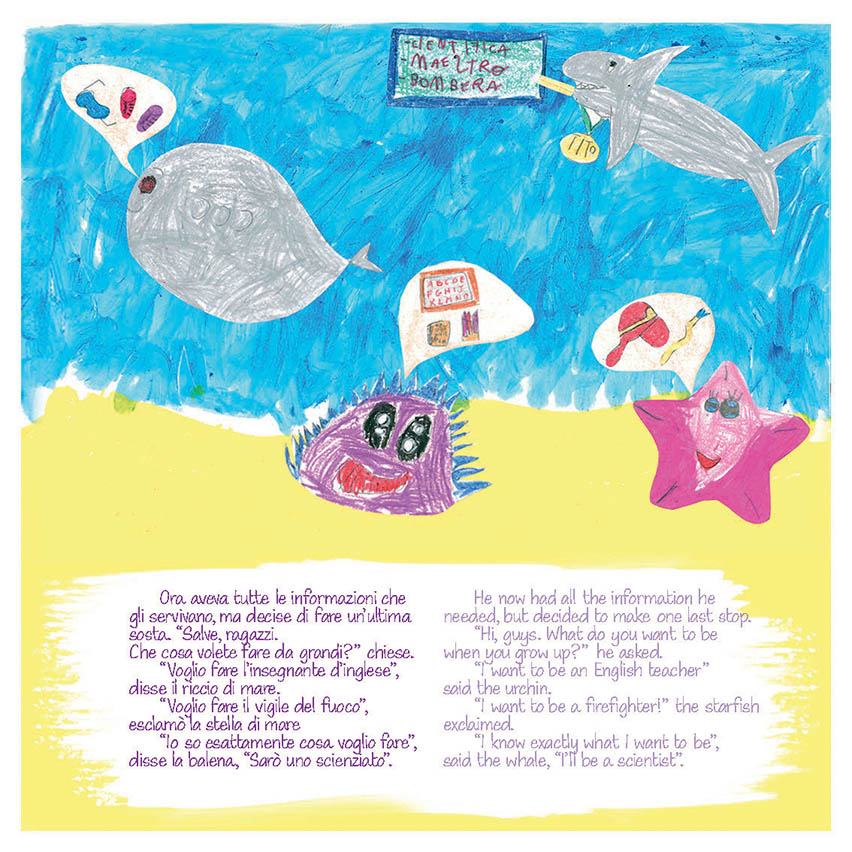 -CIENTIFICA
-MAEZTRO
-BOMBERA
TITO
ABCDE
FGHIJ
KLMNO
Ora aveva tutte le informazioni che
gli servivano, ma decise di fare un'ultima
sosta. "Salve, ragazzi.
Che cosa volete fare da grandi?" chiese.
"Voglio fare l'insegnante d'inglese",
disse il riccio di mare.
"Voglio fare il vigile del fuoco",
esclamò la stella di mare
"Io so esattamente cosa voglio fare",
disse la balena, "Sarò uno scienziato".
He now had all the information he
needed, but decided to make one last stop.
"Hi, guys. What do you want to be
when you grow up?" he asked.
"I want to be an English teacher"
said the urchin.
"I want to be a firefighter!" the starfish
exclaimed.
"I know exactly what I want to be",
said the whale, "I'll be a scientist".